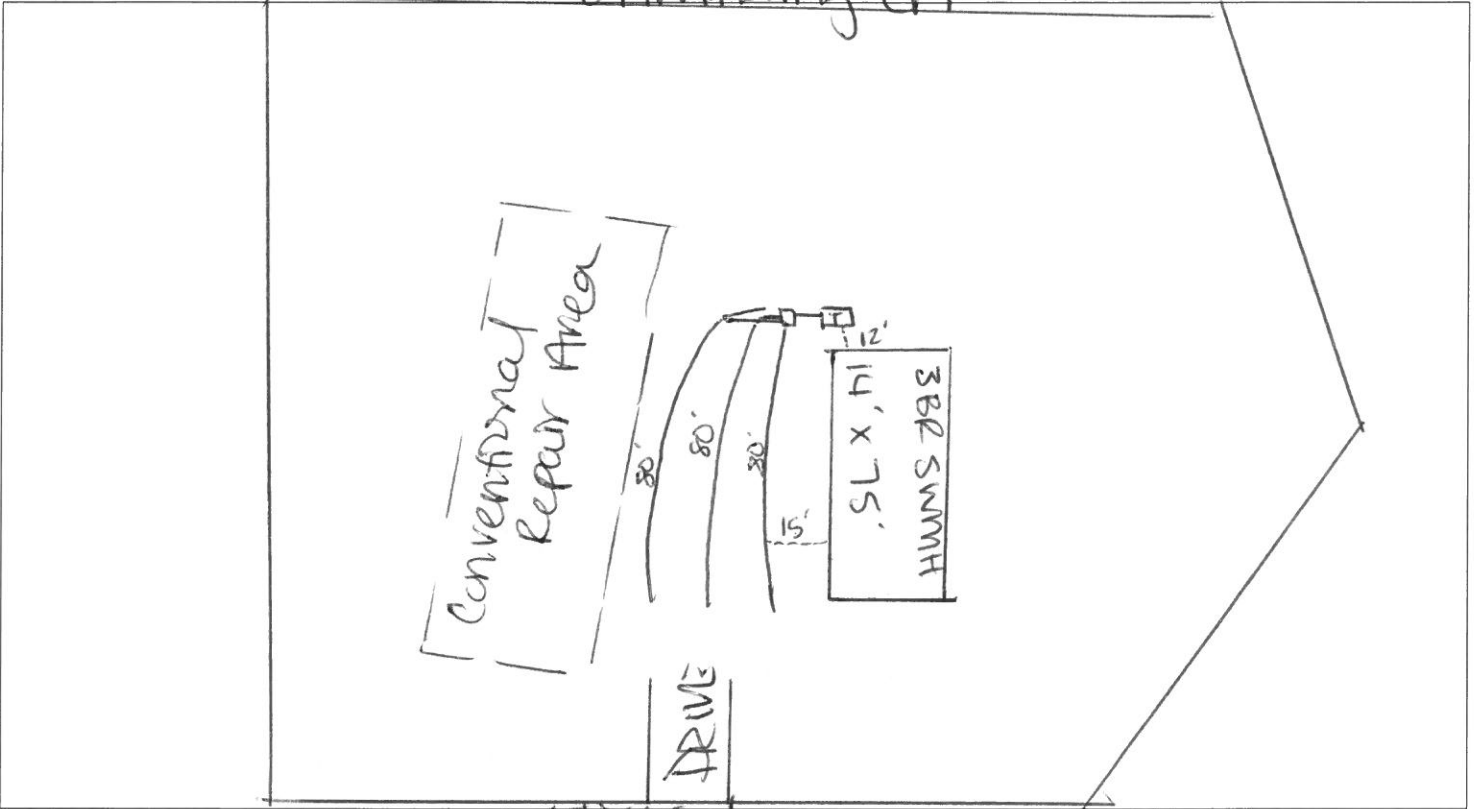 Conventional
Repair Area
80'
80'
80'
12'
15'
3BR SWMH
14' X 75'
DRIVE